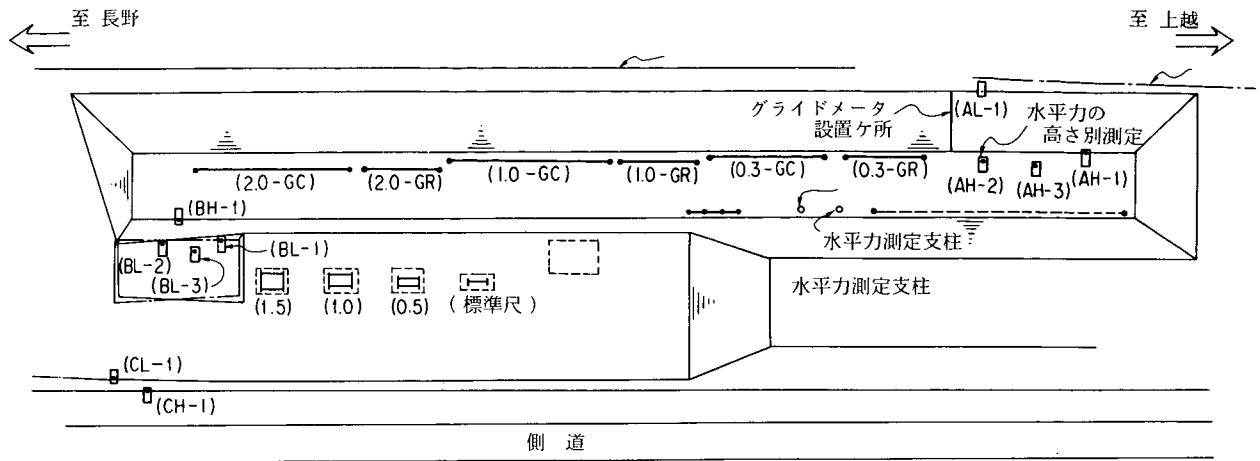 至 長野
至 上越
グライドメータ
設置ケ所
(AL-1)
水平力の
高さ別測定
(2.0-GC)
(2.0-GR)
(1.0-GC)
(1.0-GR)
(0.3-GC)
(0.3-GR)
(AH-2)
(AH-3)
(AH-1)
(BH-1)
水平力測定支柱
(BL-1)
(BL-2)
(BL-3)
(1.5)
(1.0)
(0.5)
(標準尺)
水平力測定支柱
(CL-1)
(CH-1)
側 道